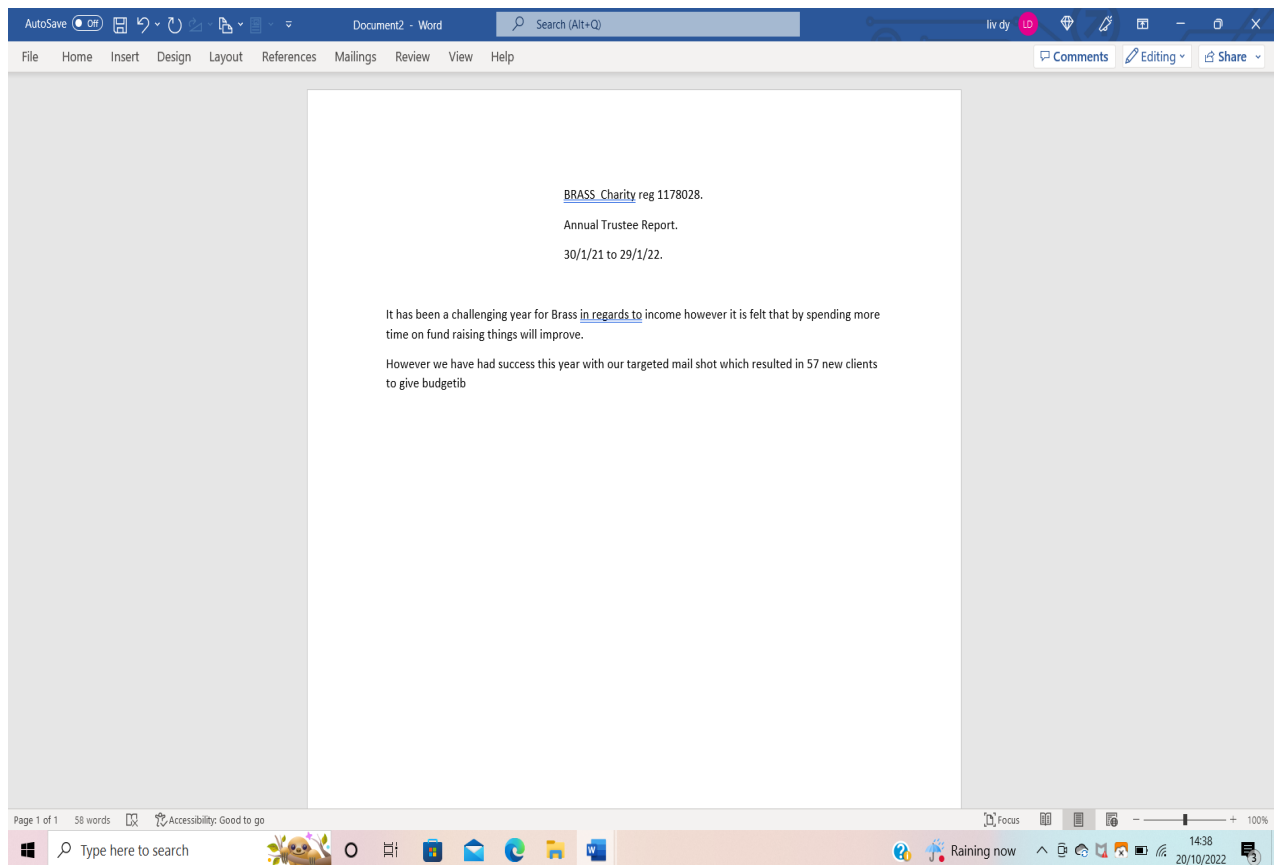 AutoSave Off Document2 - Word Search (Alt+Q) liv dy LD
File Home Insert Design Layout References Mailings Review View Help Comments Editing Share
BRASS  Charity reg 1178028.
Annual Trustee Report.
30/1/21 to 29/1/22.
It has been a challenging year for Brass in regards to income however it is felt that by spending more
time on fund raising things will improve.
However we have had success this year with our targeted mail shot which resulted in 57 new clients
to give budgetib
Page 1 of 1 58 words Accessibility: Good to go Focus 100%
Type here to search Raining now 14:38
20/10/2022 3